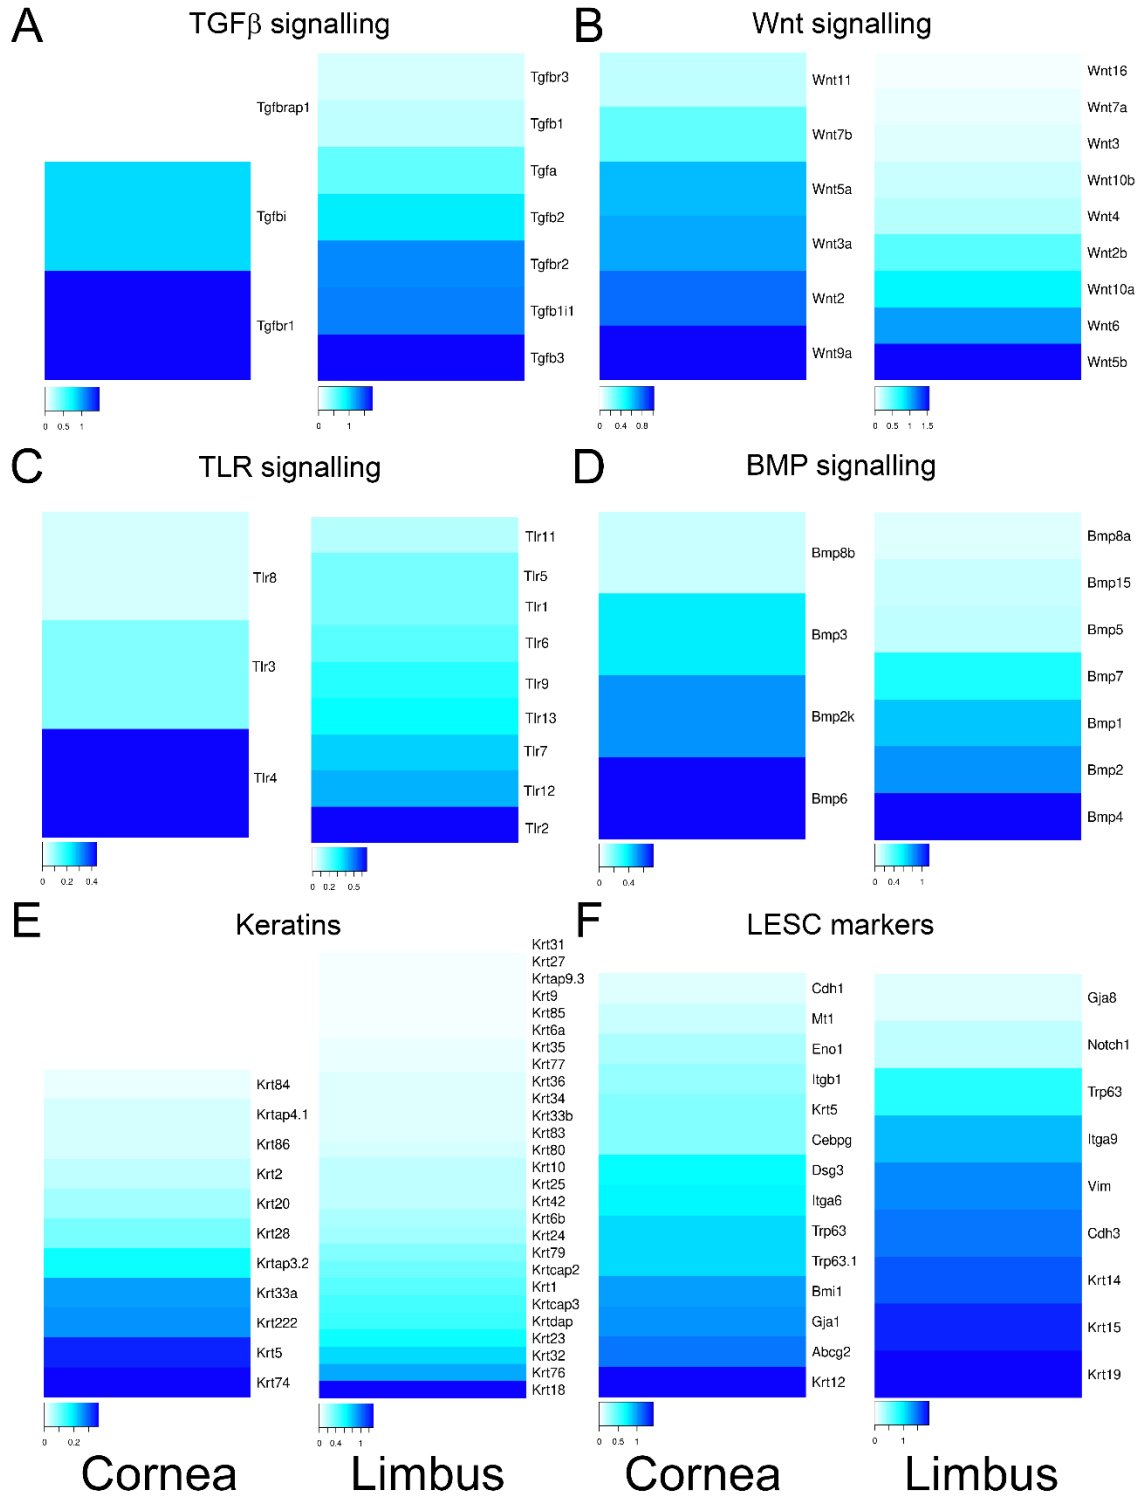 A
TGFβ signalling
Tgfbrap1
Tgfbi
Tgfbr1
0 0.5 1
Tgfbr3
Tgfb1
Tgfa
Tgfb2
Tgfbr2
Tgfb1i1
Tgfb3
0 1
B
Wnt signalling
Wnt11
Wnt7b
Wnt5a
Wnt3a
Wnt2
Wnt9a
0 0.4 0.8
Wnt16
Wnt7a
Wnt3
Wnt10b
Wnt4
Wnt2b
Wnt10a
Wnt6
Wnt5b
0 1 1.5
C
TLR signalling
Tlr8
Tlr3
Tlr4
0 0.2 0.4
Tlr11
Tlr5
Tlr1
Tlr6
Tlr9
Tlr13
Tlr7
Tlr12
Tlr2
0 0.2 0.5
D
BMP signalling
Bmp8b
Bmp3
Bmp2k
Bmp6
0 0.4
Bmp8a
Bmp15
Bmp5
Bmp7
Bmp1
Bmp2
Bmp4
0 0.4 1
E
Keratins
Krt84
Krtap4.1
Krt86
Krt2
Krt20
Krt28
Krtap3.2
Krt33a
Krt222
Krt5
Krt74
0 0.2
Krt31
Krt27
Krtap9.3
Krt9
Krt85
Krt6a
Krt35
Krt77
Krt36
Krt34
Krt33b
Krt83
Krt80
Krt10
Krt25
Krt42
Krt6b
Krt24
Krt79
Krtcap2
Krt1
Krtcap3
Krtdap
Krt23
Krt32
Krt76
Krt18
0 0.4 1
F
LESC markers
Cdh1
Mt1
Eno1
Itgb1
Krt5
Cebpg
Dsg3
Itga6
Trp63
Trp63.1
Bmi1
Gja1
Abcg2
Krt12
0 0.5 1
Gja8
Notch1
Trp63
Itga9
Vim
Cdh3
Krt14
Krt15
Krt19
0 1
Cornea
Limbus
Cornea
Limbus